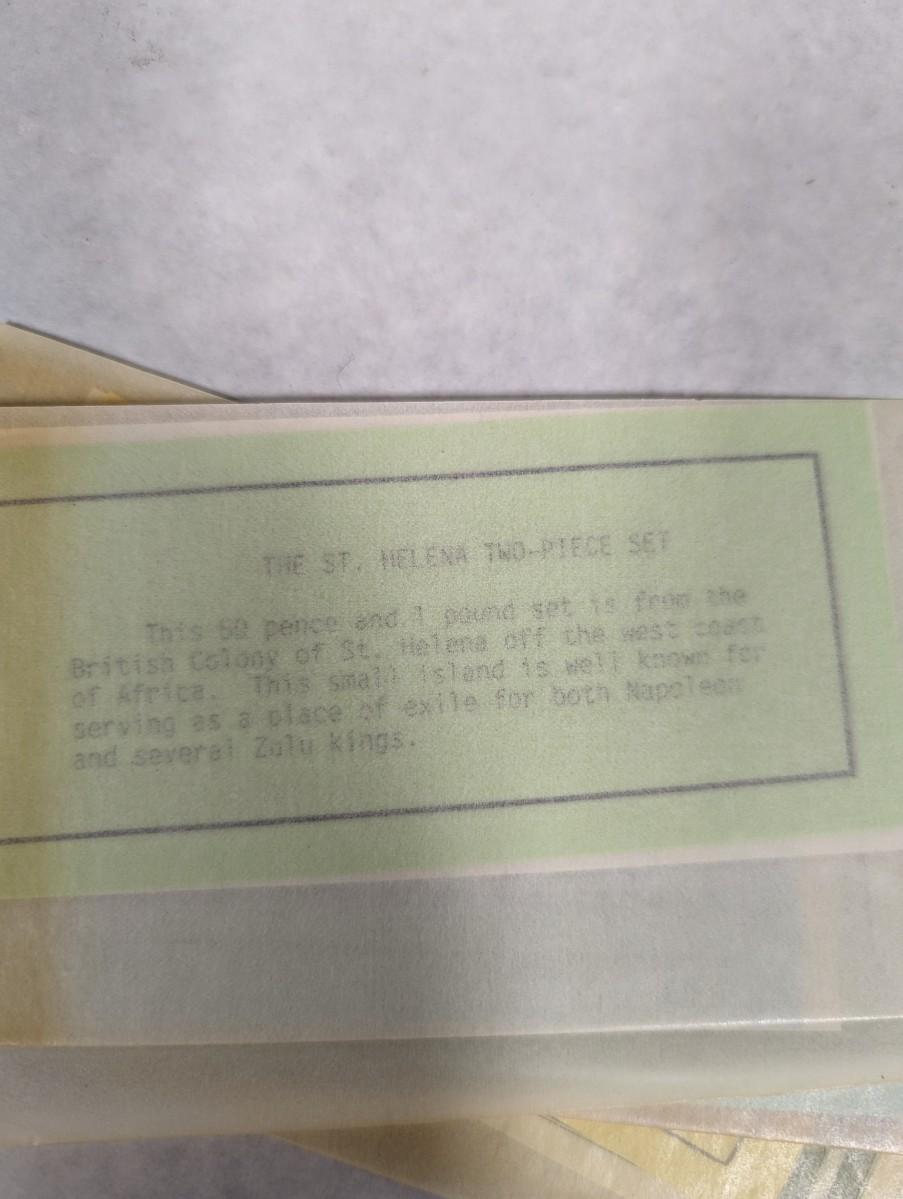 THE ST. HELENA TWO-PIECE SET
This 50 pence and 1 pound set is from the
British Colony of St. Helena off the west coast
of Africa. This small island is well known for
serving as a place of exile for both Napoleon
and several Zulu Kings.